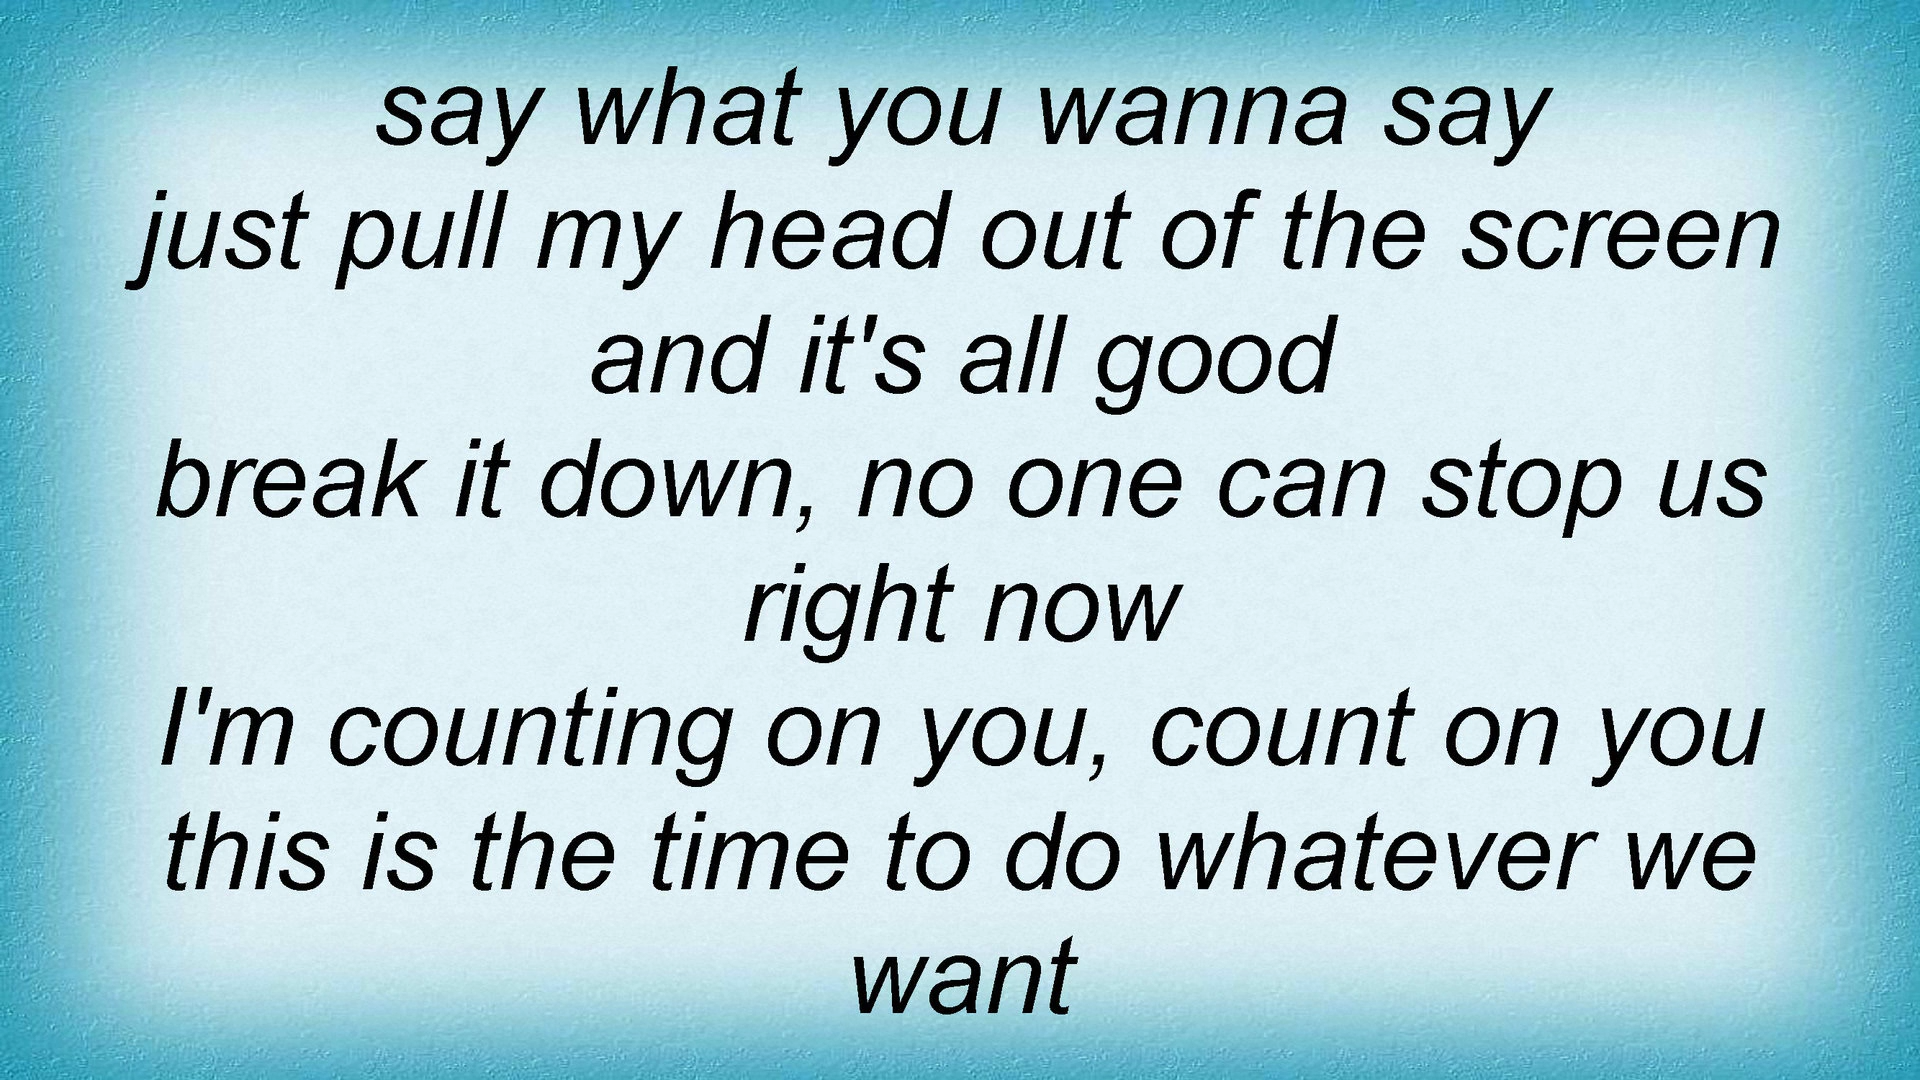 say what you wanna say
just pull my head out of the screen
and it's all good
break it down, no one can stop us
right now
I'm counting on you, count on you
this is the time to do whatever we
want